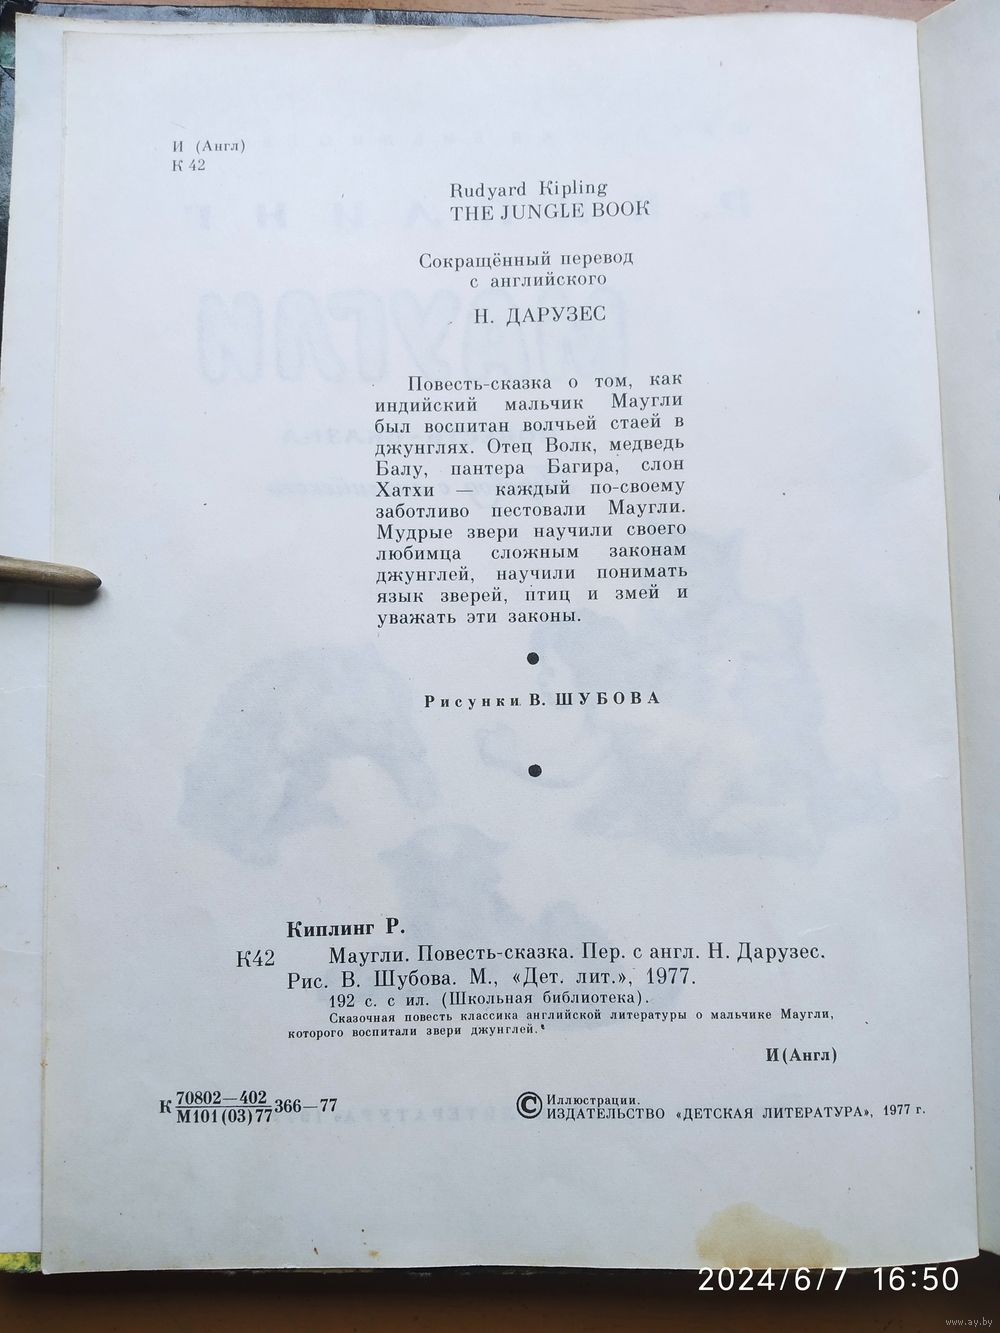 И (Англ)
К 42
Rudyard Kipling
THE JUNGLE BOOK
Сокращённый перевод
с английского
Н. ДАРУЗЕС
Повесть-сказка о том, как
индийский мальчик Маугли
был воспитан волчьей стаей в
джунглях. Отец Волк, медведь
Балу, пантера Багира, слон
Хатхи — каждый по-своему
заботливо пестовали Маугли.
Мудрые звери научили своего
любимца сложным законам
джунглей, научили понимать
язык зверей, птиц и змей и
уважать эти законы.
Рисунки В. ШУБОВА
Киплинг Р.
К42 Маугли. Повесть-сказка. Пер. с англ. Н. Дарузес.
Рис. В. Шубова. М., «Дет. лит.», 1977.
192 с. с ил. (Школьная библиотека).
Сказочная повесть классика английской литературы о мальчике Маугли,
которого воспитали звери джунглей.
И(Англ)
К 70802—402
М101(03)77 366—77
© Иллюстрации.
ИЗДАТЕЛЬСТВО «ДЕТСКАЯ ЛИТЕРАТУРА», 1977 г.
2024/6/7 16:50
www.ay.by